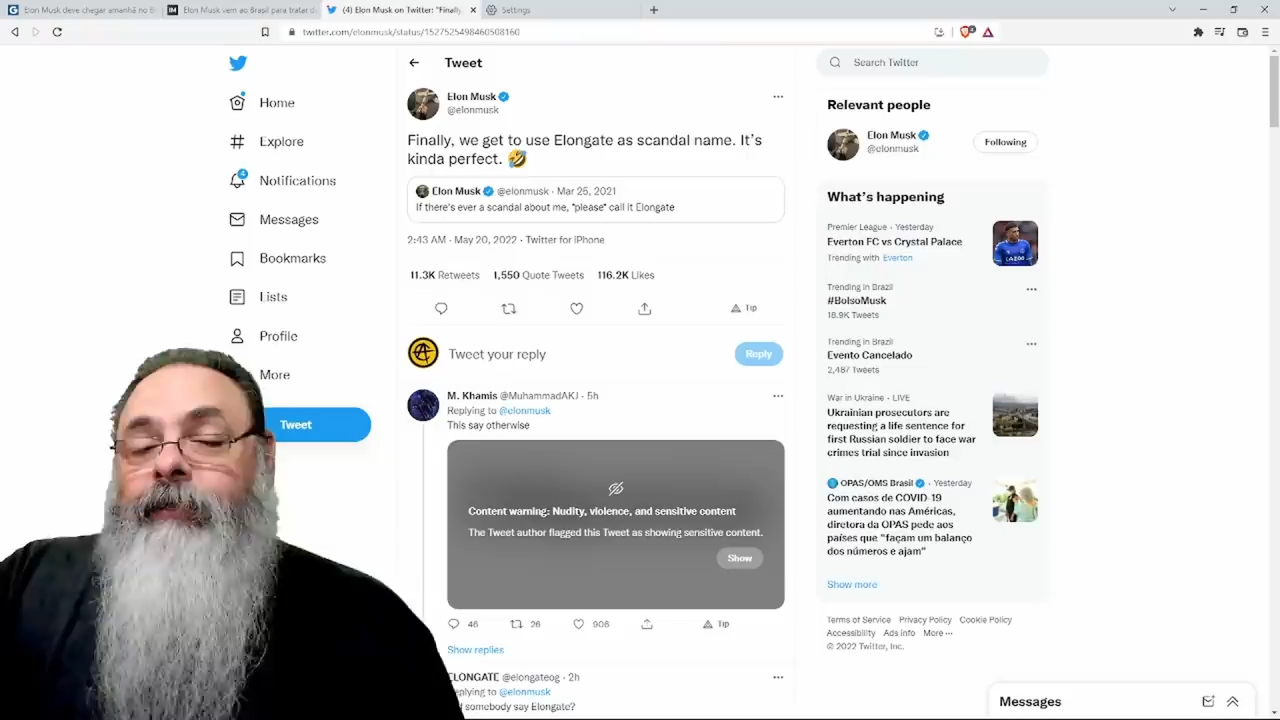 Elon Musk deve chegar amanhã no B
Elon Musk vem ao Brasil para tratar d
(4) Elon Musk on Twitter: "Finally,
Settings
twitter.com/elonmusk/status/1527525498460508160
Tweet
Search Twitter
Home
Explore
4
Notifications
Messages
Bookmarks
Lists
Profile
More
Tweet
Elon Musk
@elonmusk
Finally, we get to use Elongate as scandal name. It's
kinda perfect. 🤣
Elon Musk @elonmusk · Mar 25, 2021
If there's ever a scandal about me, *please* call it Elongate
2:43 AM · May 20, 2022 · Twitter for iPhone
11.3K Retweets 1,550 Quote Tweets 116.2K Likes
Tip
Tweet your reply
Reply
M. Khamis @MuhammadAKJ · 5h
Replying to @elonmusk
This say otherwise
Content warning: Nudity, violence, and sensitive content
The Tweet author flagged this Tweet as showing sensitive content.
Show
46 26 906 Tip
Show replies
ELONGATE @elongateog · 2h
eplying to @elonmusk
f somebody say Elongate?
Relevant people
Elon Musk
@elonmusk
Following
What's happening
Premier League · Yesterday
Everton FC vs Crystal Palace
Trending with Everton
Trending in Brazil
#BolsoMusk
18.9K Tweets
Trending in Brazil
Evento Cancelado
2,487 Tweets
War in Ukraine · LIVE
Ukrainian prosecutors are
requesting a life sentence for
first Russian soldier to face war
crimes trial since invasion
OPAS/OMS Brasil · Yesterday
Com casos de COVID-19
aumentando nas Américas,
diretora da OPAS pede aos
países que "façam um balanço
dos números e ajam"
Show more
Terms of Service Privacy Policy Cookie Policy
Accessibility Ads info More ···
© 2022 Twitter, Inc.
Messages